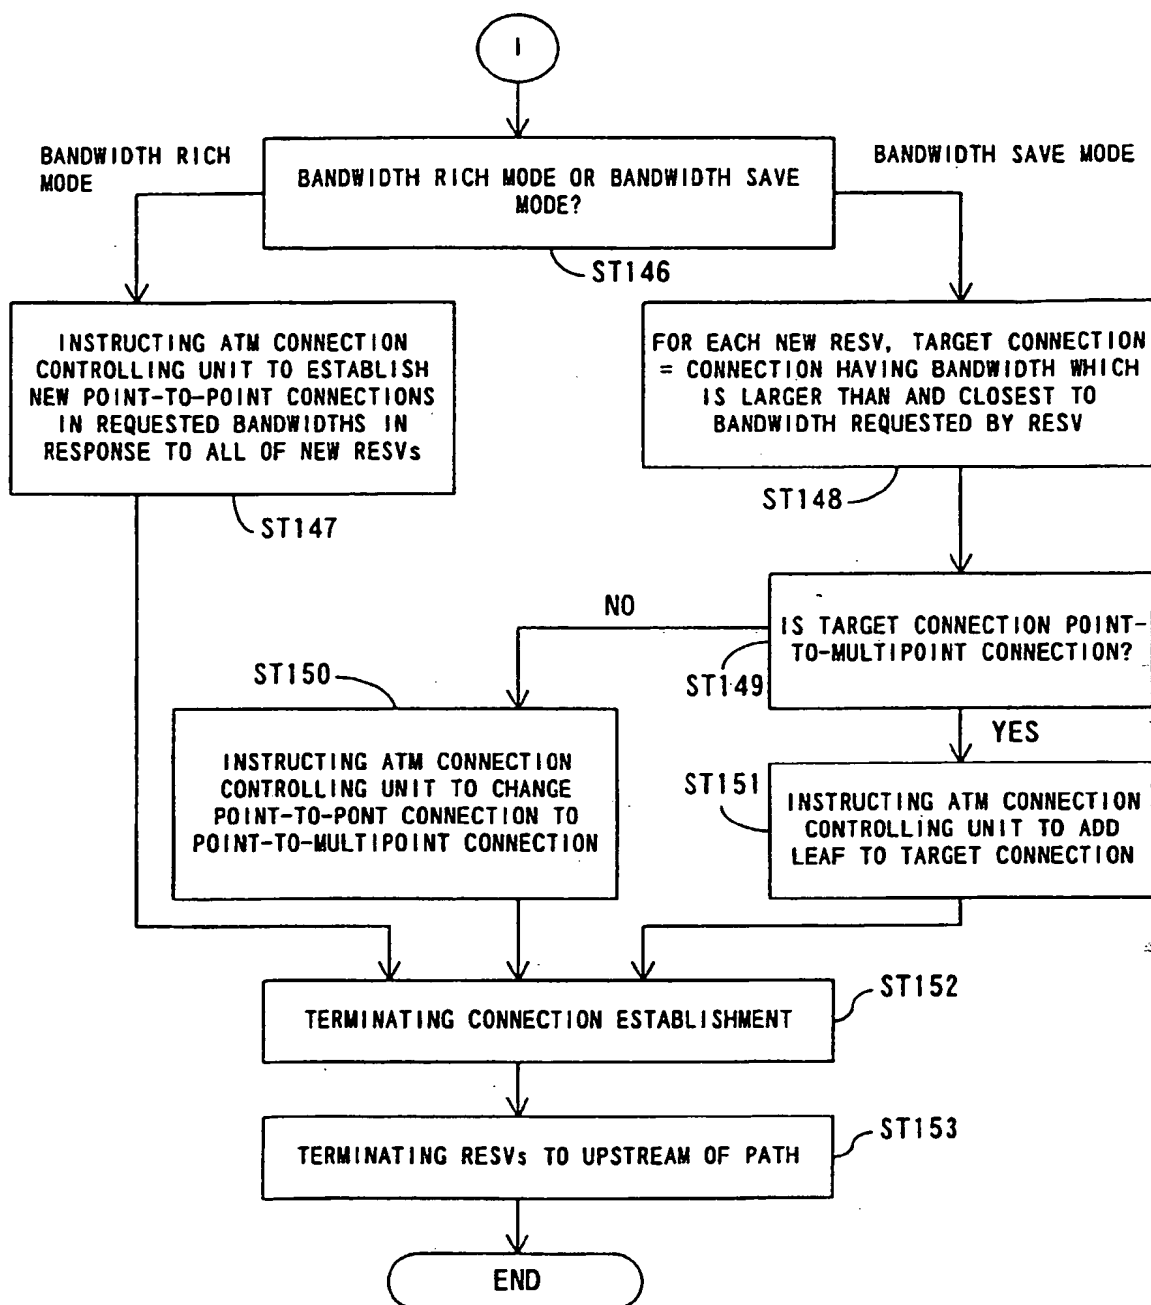 I
BANDWIDTH RICH
MODE
BANDWIDTH RICH MODE OR BANDWIDTH SAVE
MODE?
BANDWIDTH SAVE MODE
ST146
INSTRUCTING ATM CONNECTION
CONTROLLING UNIT TO ESTABLISH
NEW POINT-TO-POINT CONNECTIONS
IN REQUESTED BANDWIDTHS IN
RESPONSE TO ALL OF NEW RESVs
ST147
FOR EACH NEW RESV, TARGET CONNECTION
= CONNECTION HAVING BANDWIDTH WHICH
IS LARGER THAN AND CLOSEST TO
BANDWIDTH REQUESTED BY RESV
ST148
NO
IS TARGET CONNECTION POINT-
TO-MULTIPOINT CONNECTION?
ST149
ST150
YES
INSTRUCTING ATM CONNECTION
CONTROLLING UNIT TO CHANGE
POINT-TO-PONT CONNECTION TO
POINT-TO-MULTIPOINT CONNECTION
ST151
INSTRUCTING ATM CONNECTION
CONTROLLING UNIT TO ADD
LEAF TO TARGET CONNECTION
ST152
TERMINATING CONNECTION ESTABLISHMENT
ST153
TERMINATING RESVs TO UPSTREAM OF PATH
END